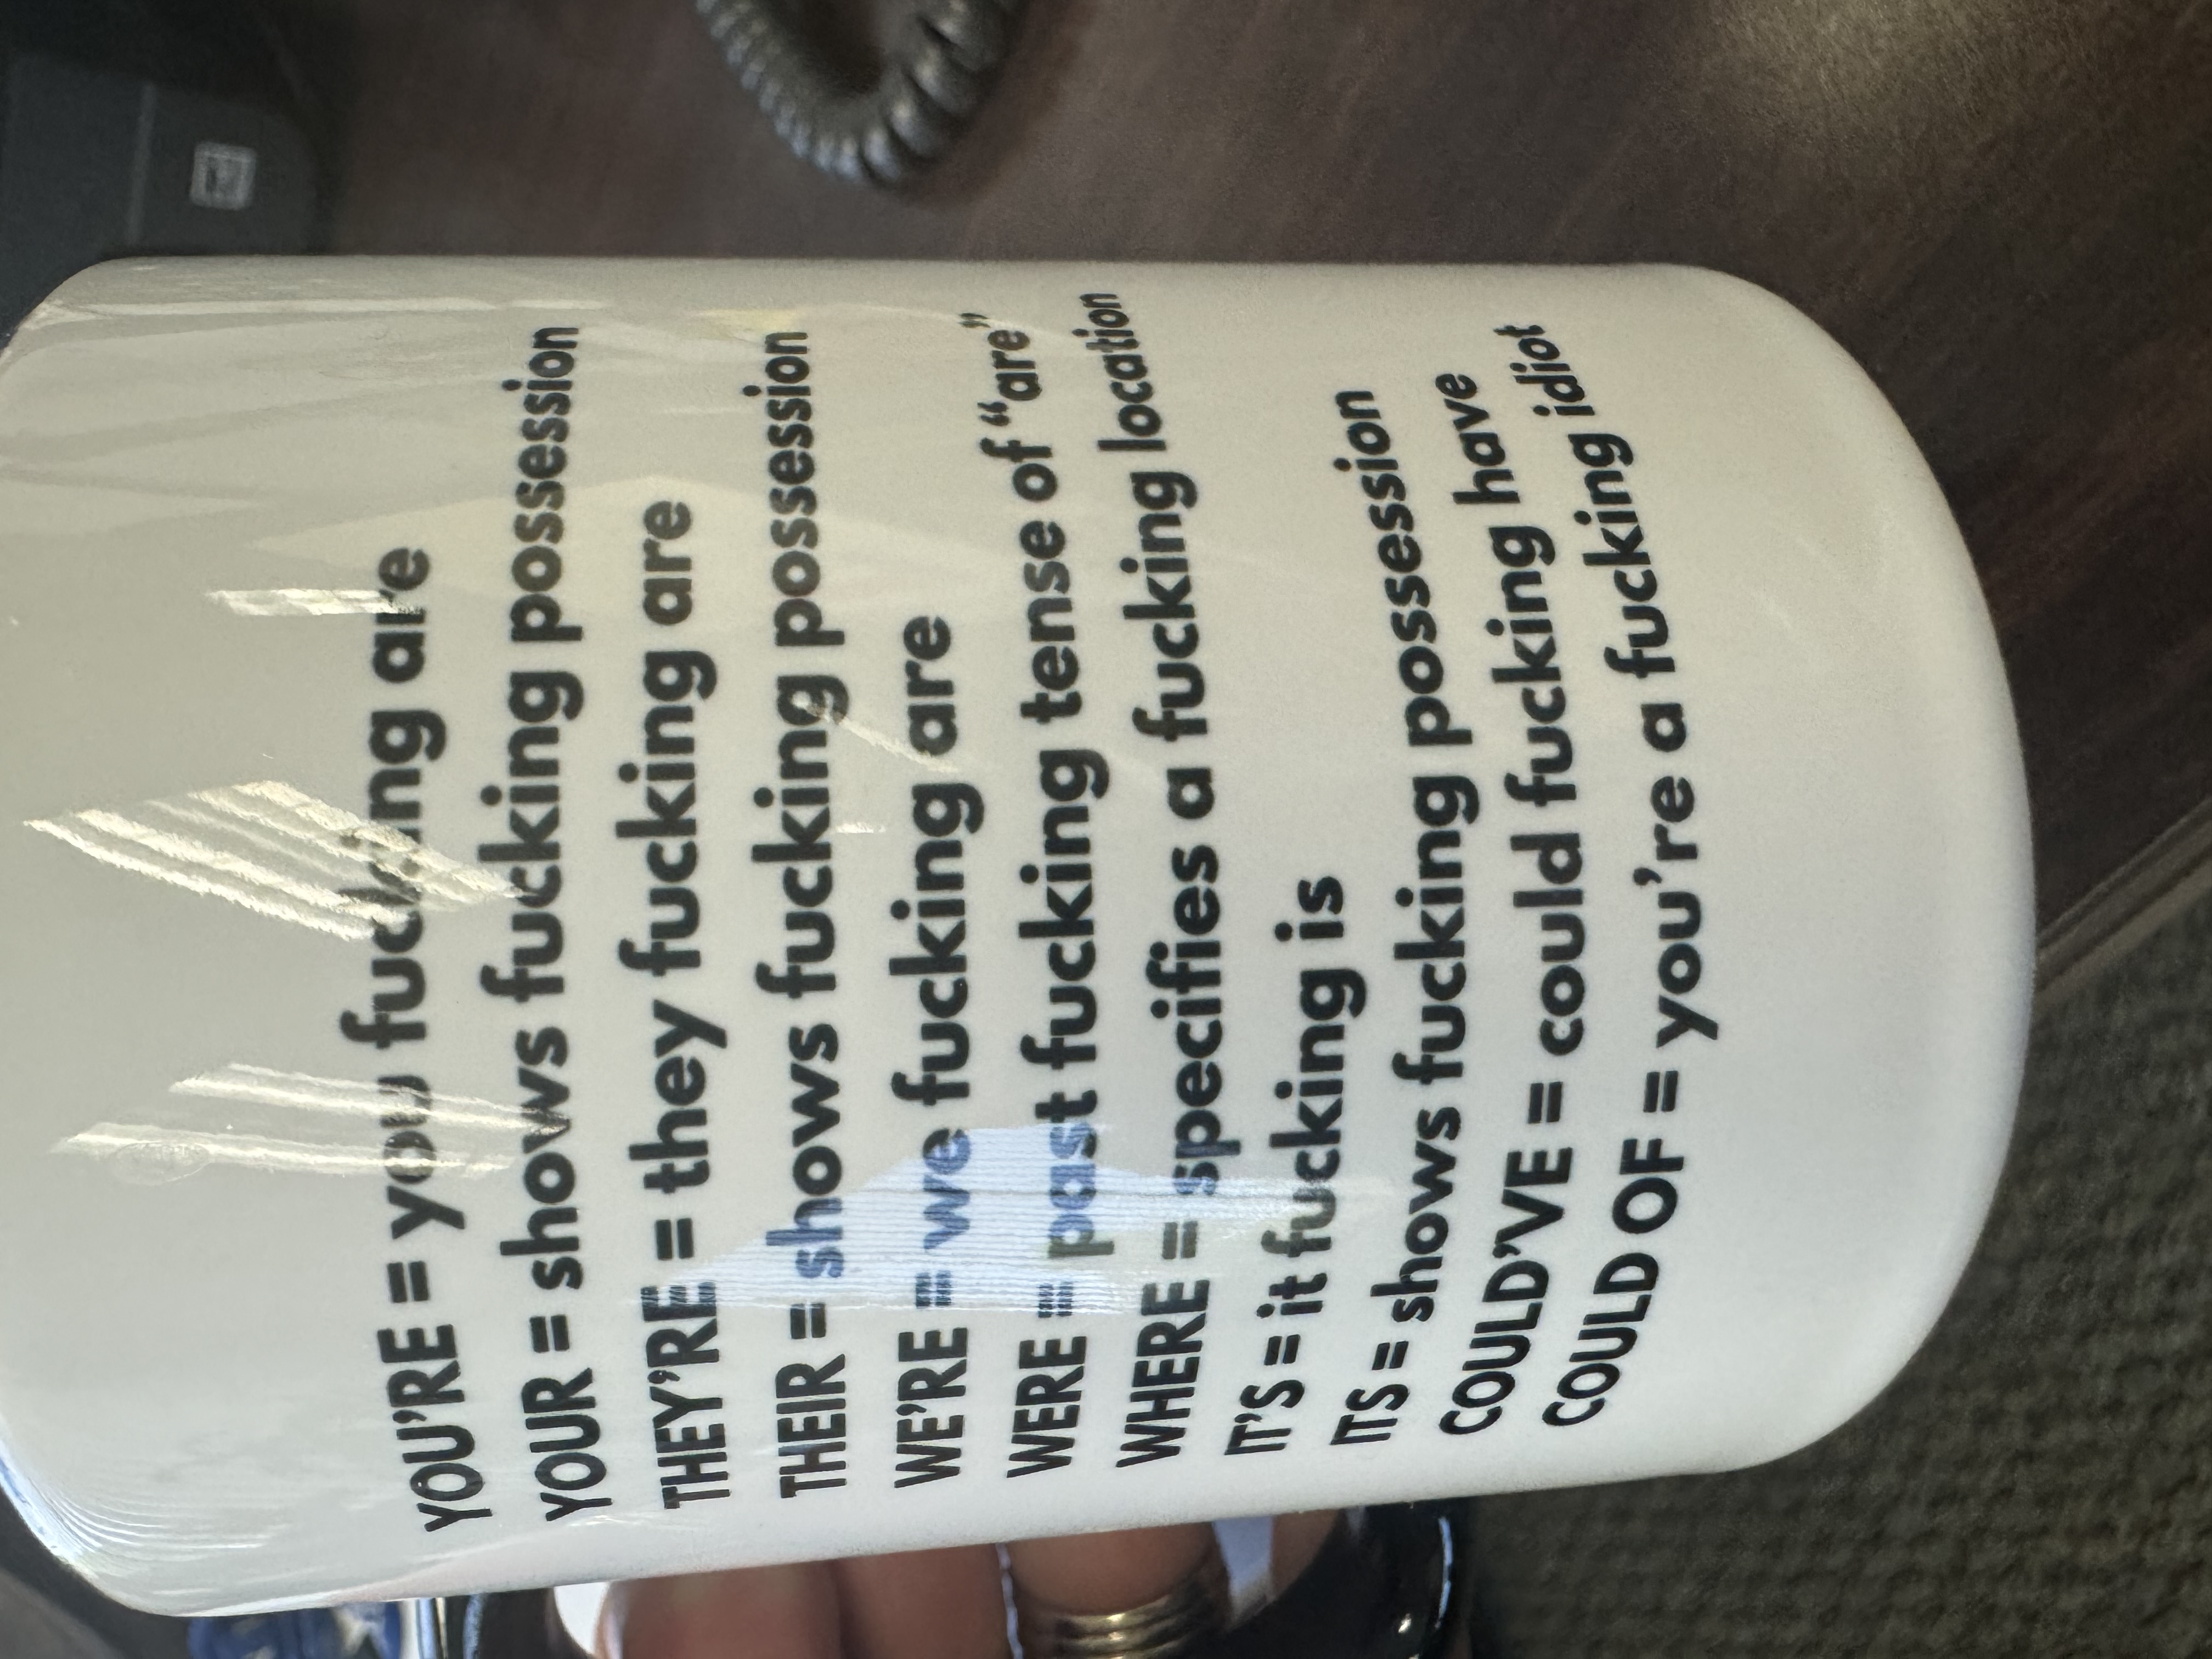 YOU'RE = you fucking are
YOUR = shows fucking possession
THEY'RE = they fucking are
THEIR = shows fucking possession
WE'RE = we fucking are
WERE = past fucking tense of “are”
WHERE = specifies a fucking location
IT'S = it fucking is
ITS = shows fucking possession
COULD'VE = could fucking have
COULD OF = you're a fucking idiot